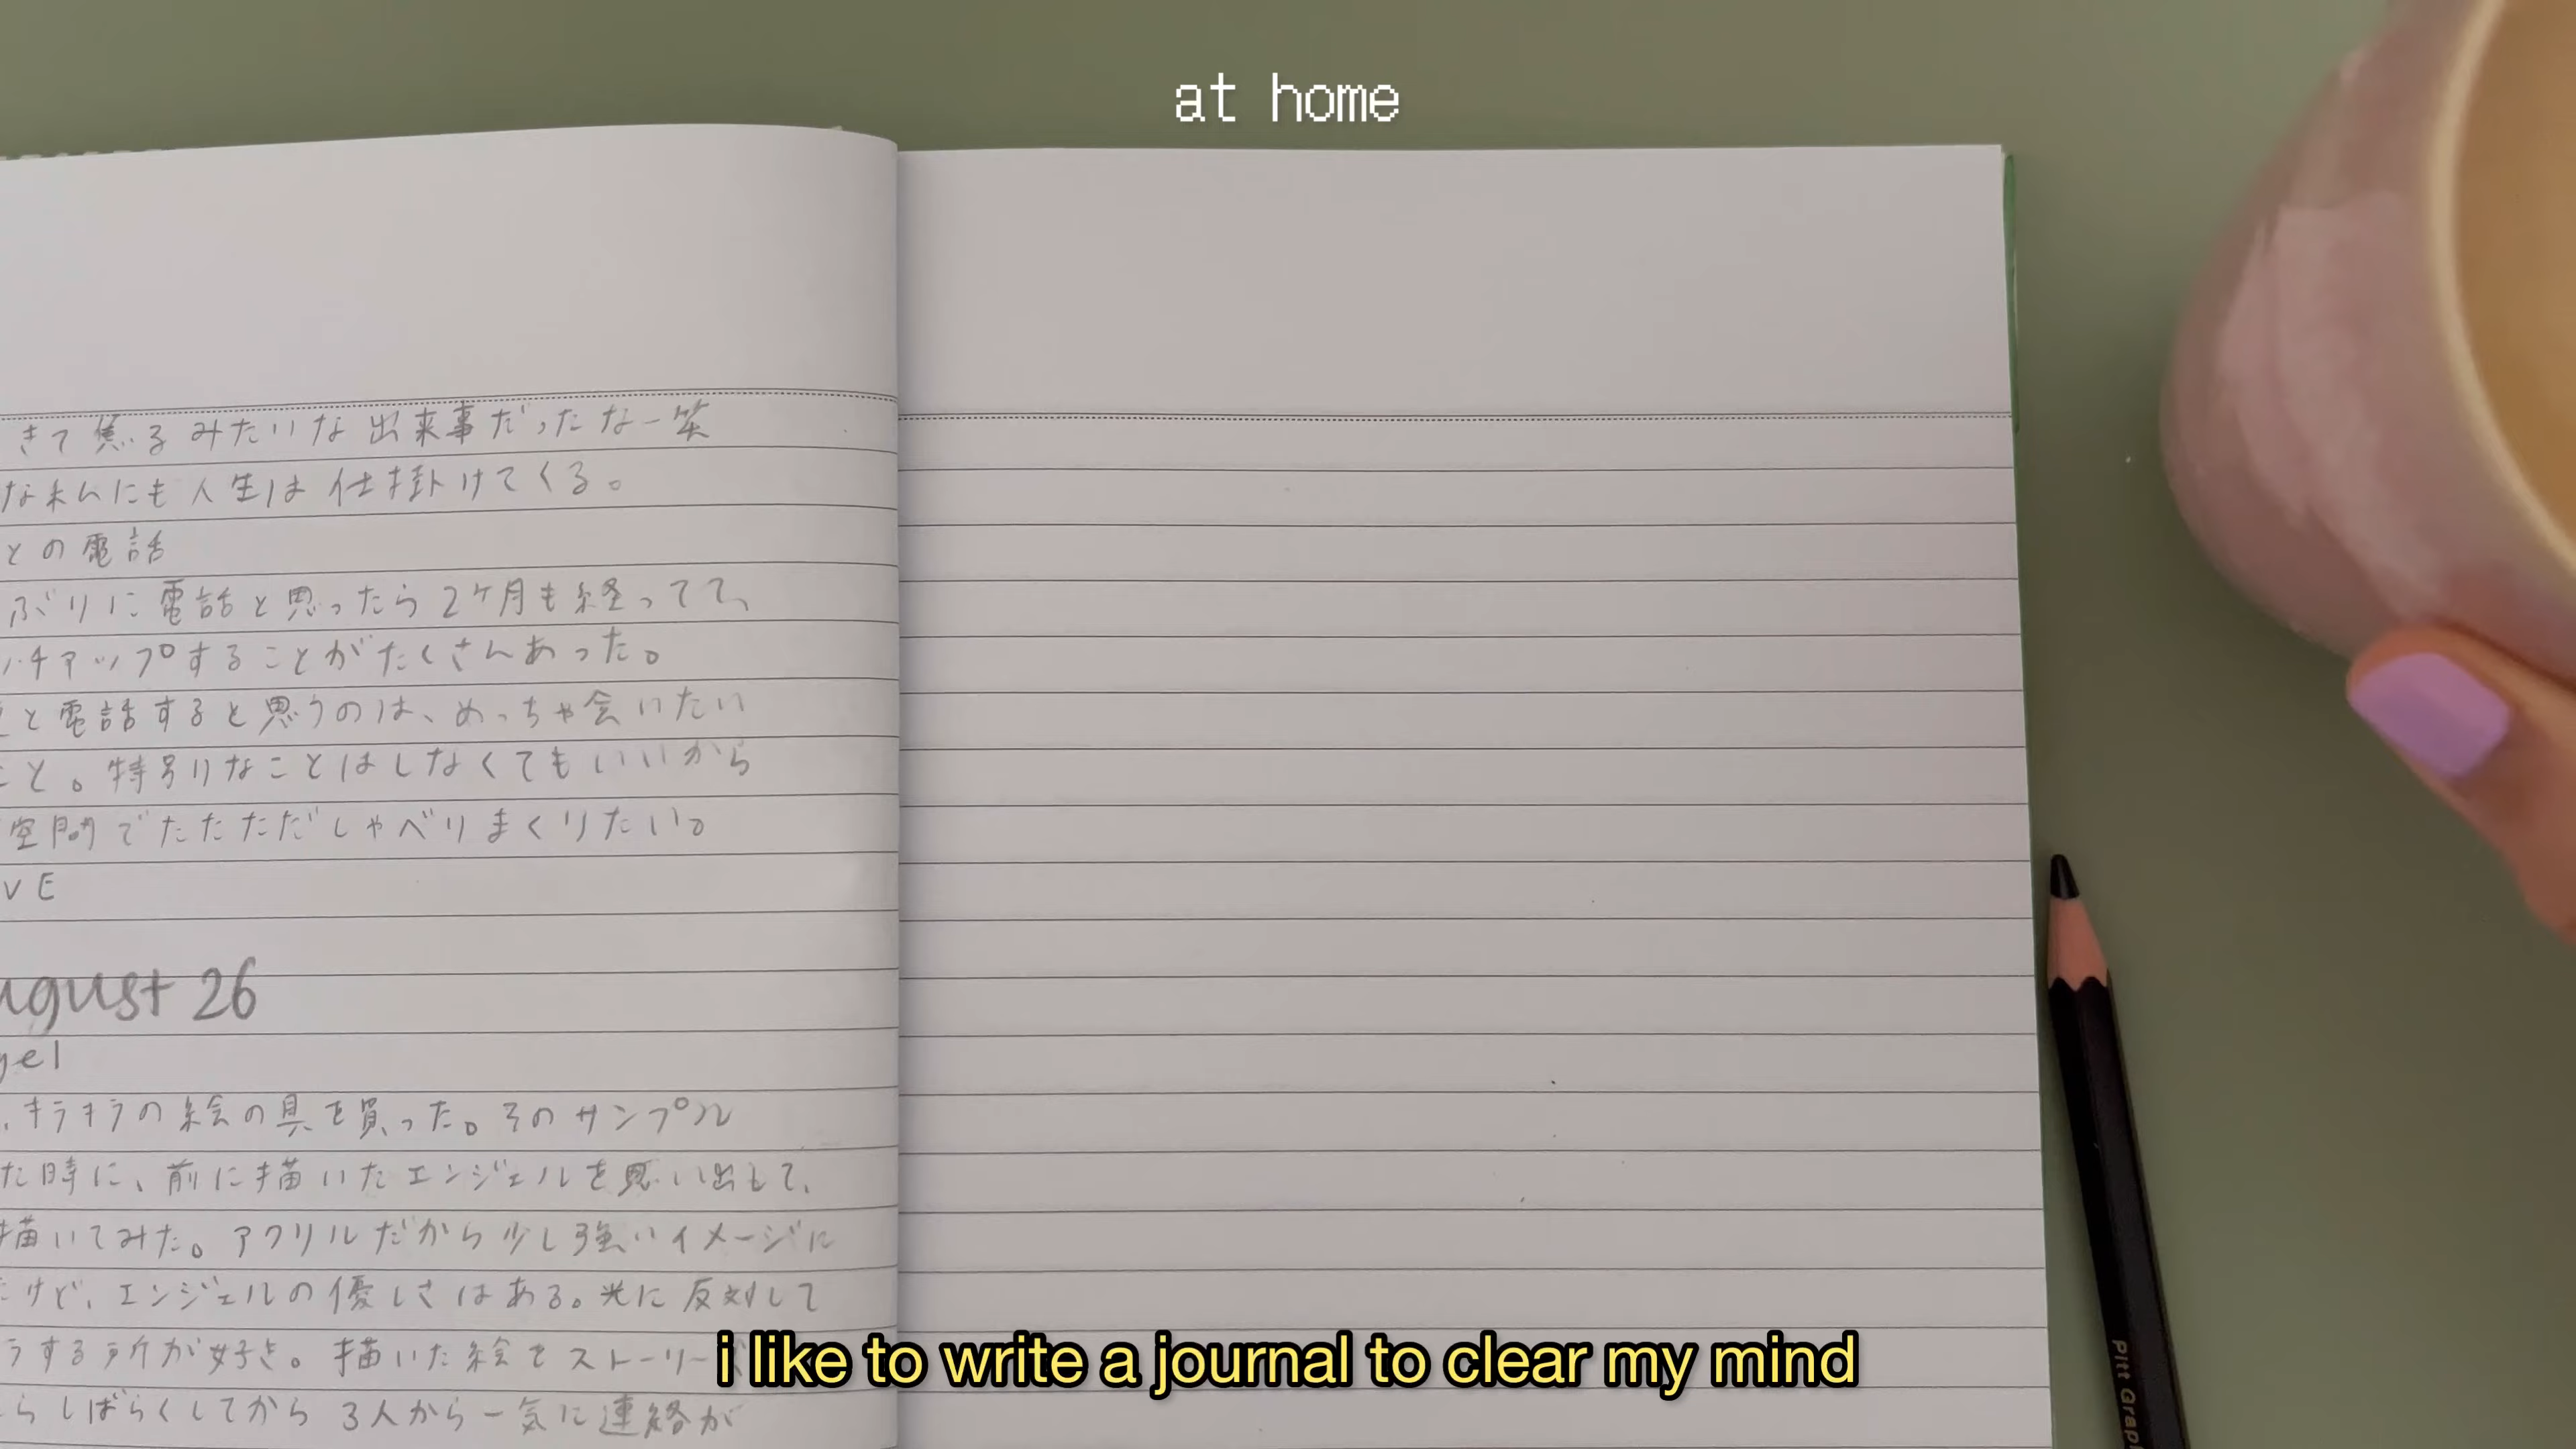 at home
きて焦るみたいな出来事だったなー笑
なれんにも人生は仕掛けてくる。
との電話
ぶりに電話と思ったら2ヶ月も経ってて、
チアップすることがたくさんあった。
と電話すると思うのは、めっちゃ会いたい
こと。特別なことはしなくてもいいから
空間でたたただしゃべりまくりたい。
VE
ugust 26
gel
キラキラの絵の具を買った。そのサンプル
た時に、前に描いたエンジェルを思い出して、
描いてみた。アクリルだから少し強いイメージに
たけど、エンジェルの優しさはある。光に反対して
ラする所が好き。描いた絵をストーリー
らしばらくしてから3人から一気に連絡が
i like to write a journal to clear my mind
Pitt Grap